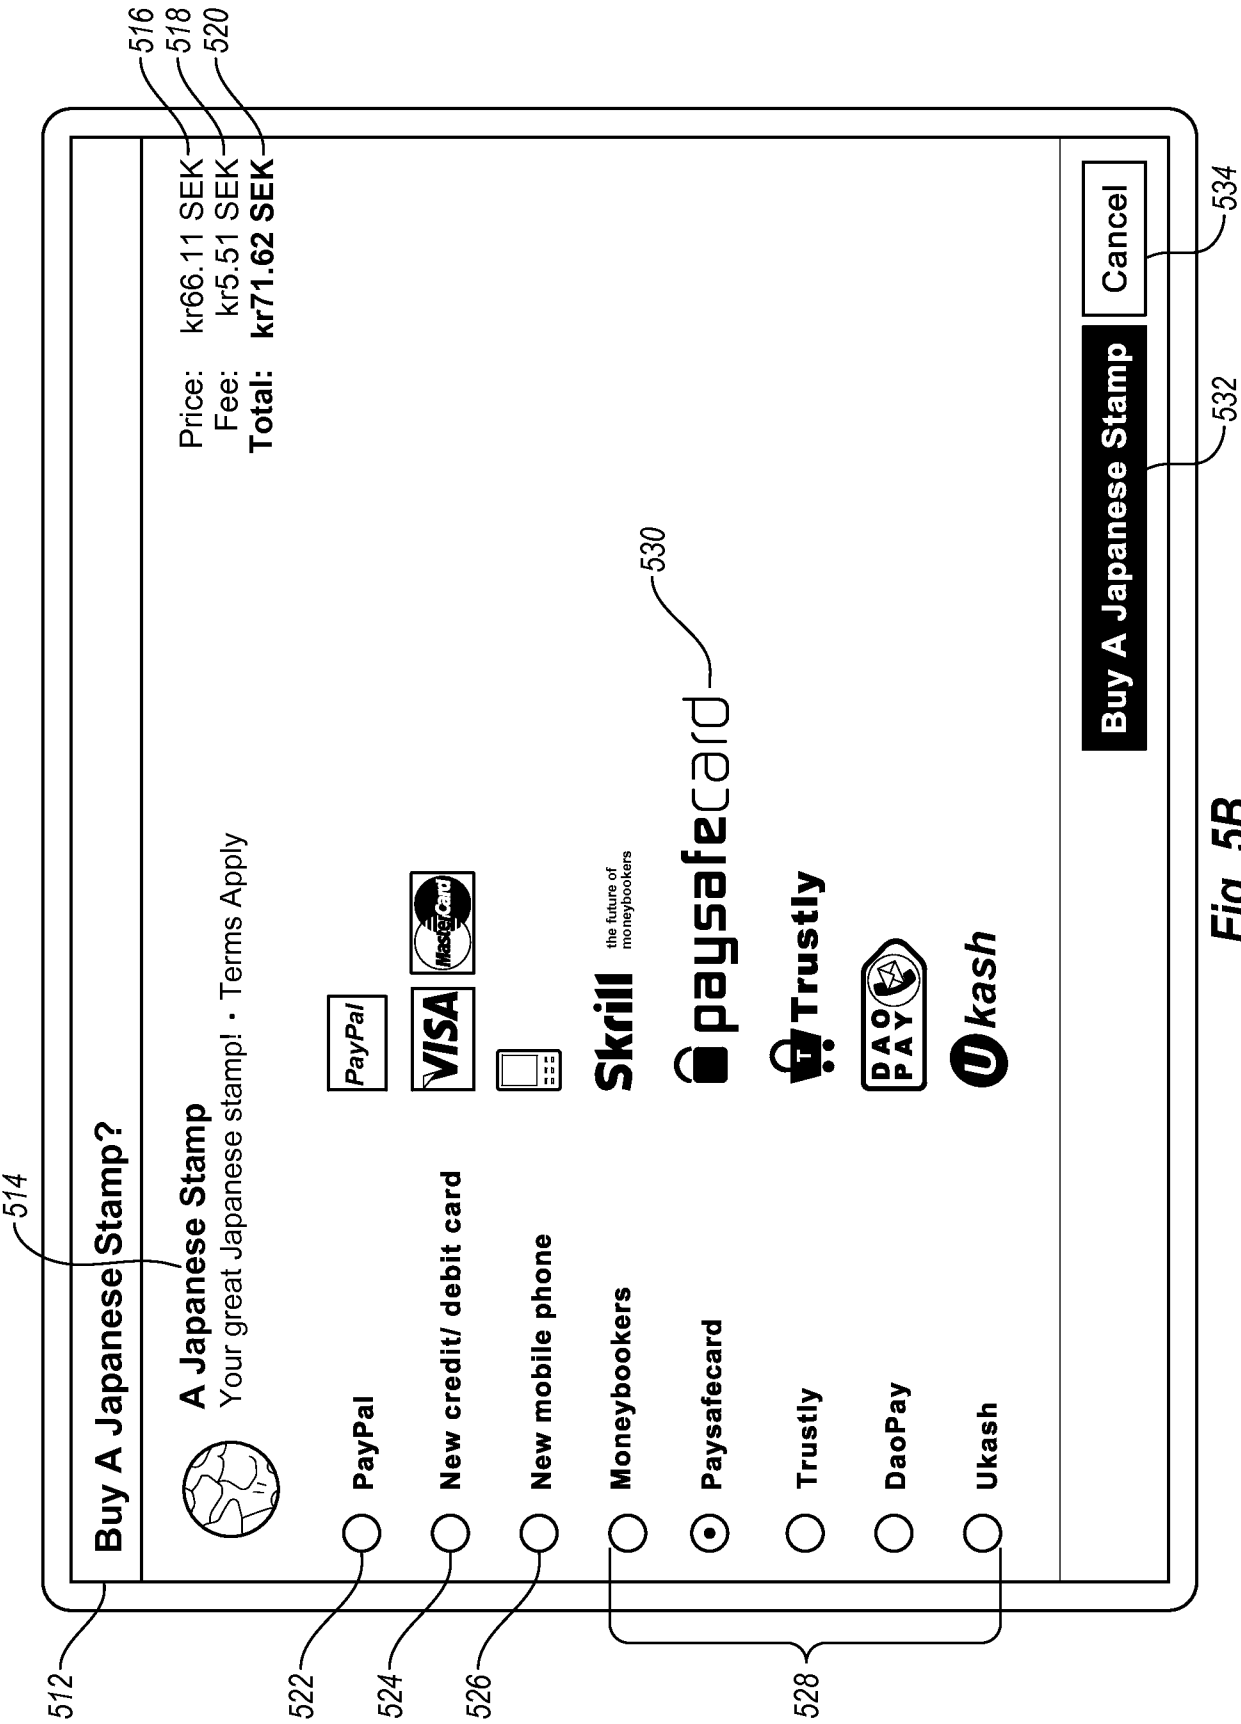 512
514
516
518
520
Buy A Japanese Stamp?
A Japanese Stamp
Your great Japanese stamp! · Terms Apply
Price: kr66.11 SEK
Fee: kr5.51 SEK
Total: kr71.62 SEK
522
PayPal
PayPal
524
New credit/ debit card
VISA
MasterCard
526
New mobile phone
528
Moneybookers
Skrill
the future of
moneybookers
Paysafecard
paysafecard
530
Trustly
T
Trustly
DaoPay
DAO
PAY
Ukash
Ukash
Buy A Japanese Stamp
Cancel
532
534
Fig. 5B